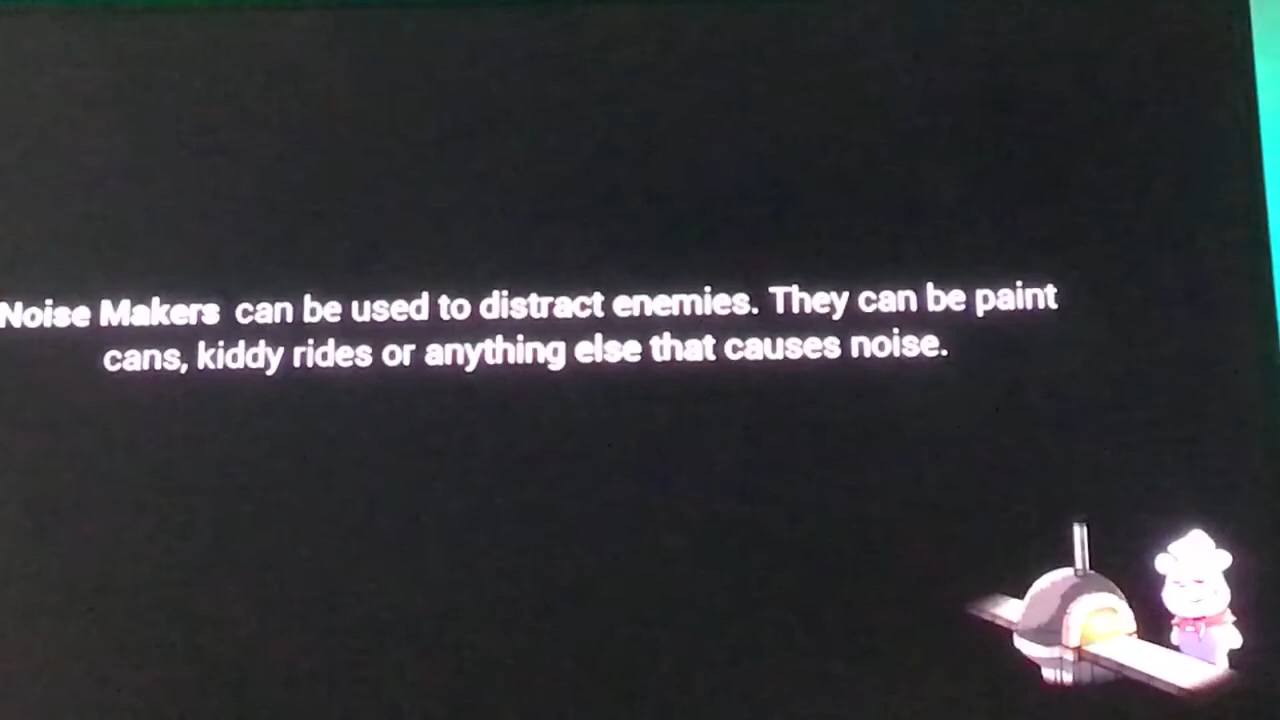 Noise Makers can be used to distract enemies. They can be paint
cans, kiddy rides or anything else that causes noise.